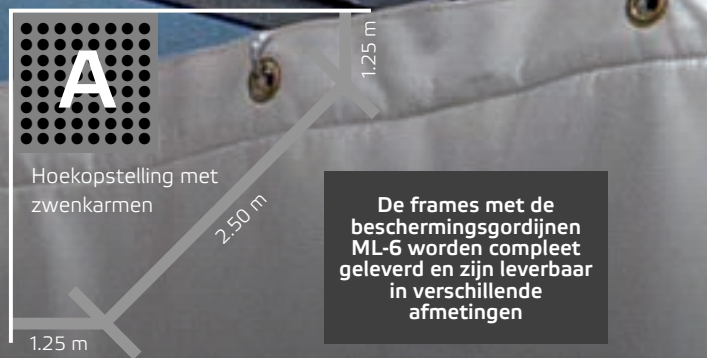 A
1.25 m
Hoekopstelling met
zwenkarmen
2.50 m
De frames met de
beschermingsgordijnen
ML-6 worden compleet
geleverd en zijn leverbaar
in verschillende
afmetingen
1.25 m